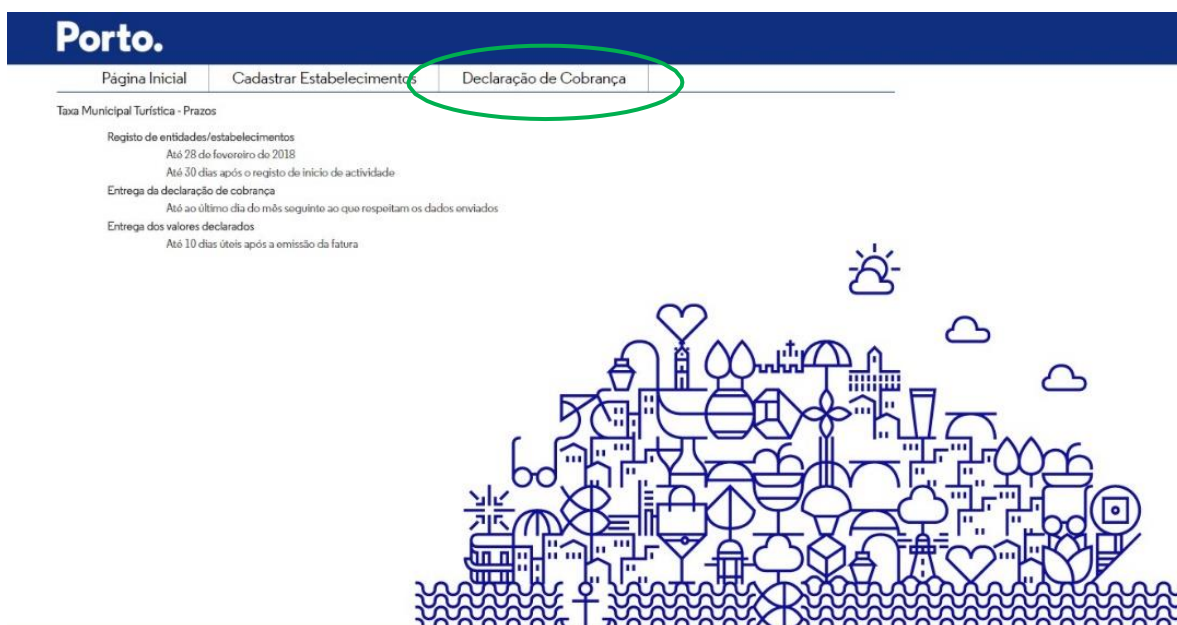 Porto.
Página Inicial Cadastrar Estabelecimentos Declaração de Cobrança
Taxa Municipal Turística - Prazos
Registo de entidades/estabelecimentos
Até 28 de fevereiro de 2018
Até 30 dias após o registo de inicio de actividade
Entrega da declaração de cobrança
Até ao último dia do mês seguinte ao que respeitam os dados enviados
Entrega dos valores declarados
Até 10 dias úteis após a emissão da fatura